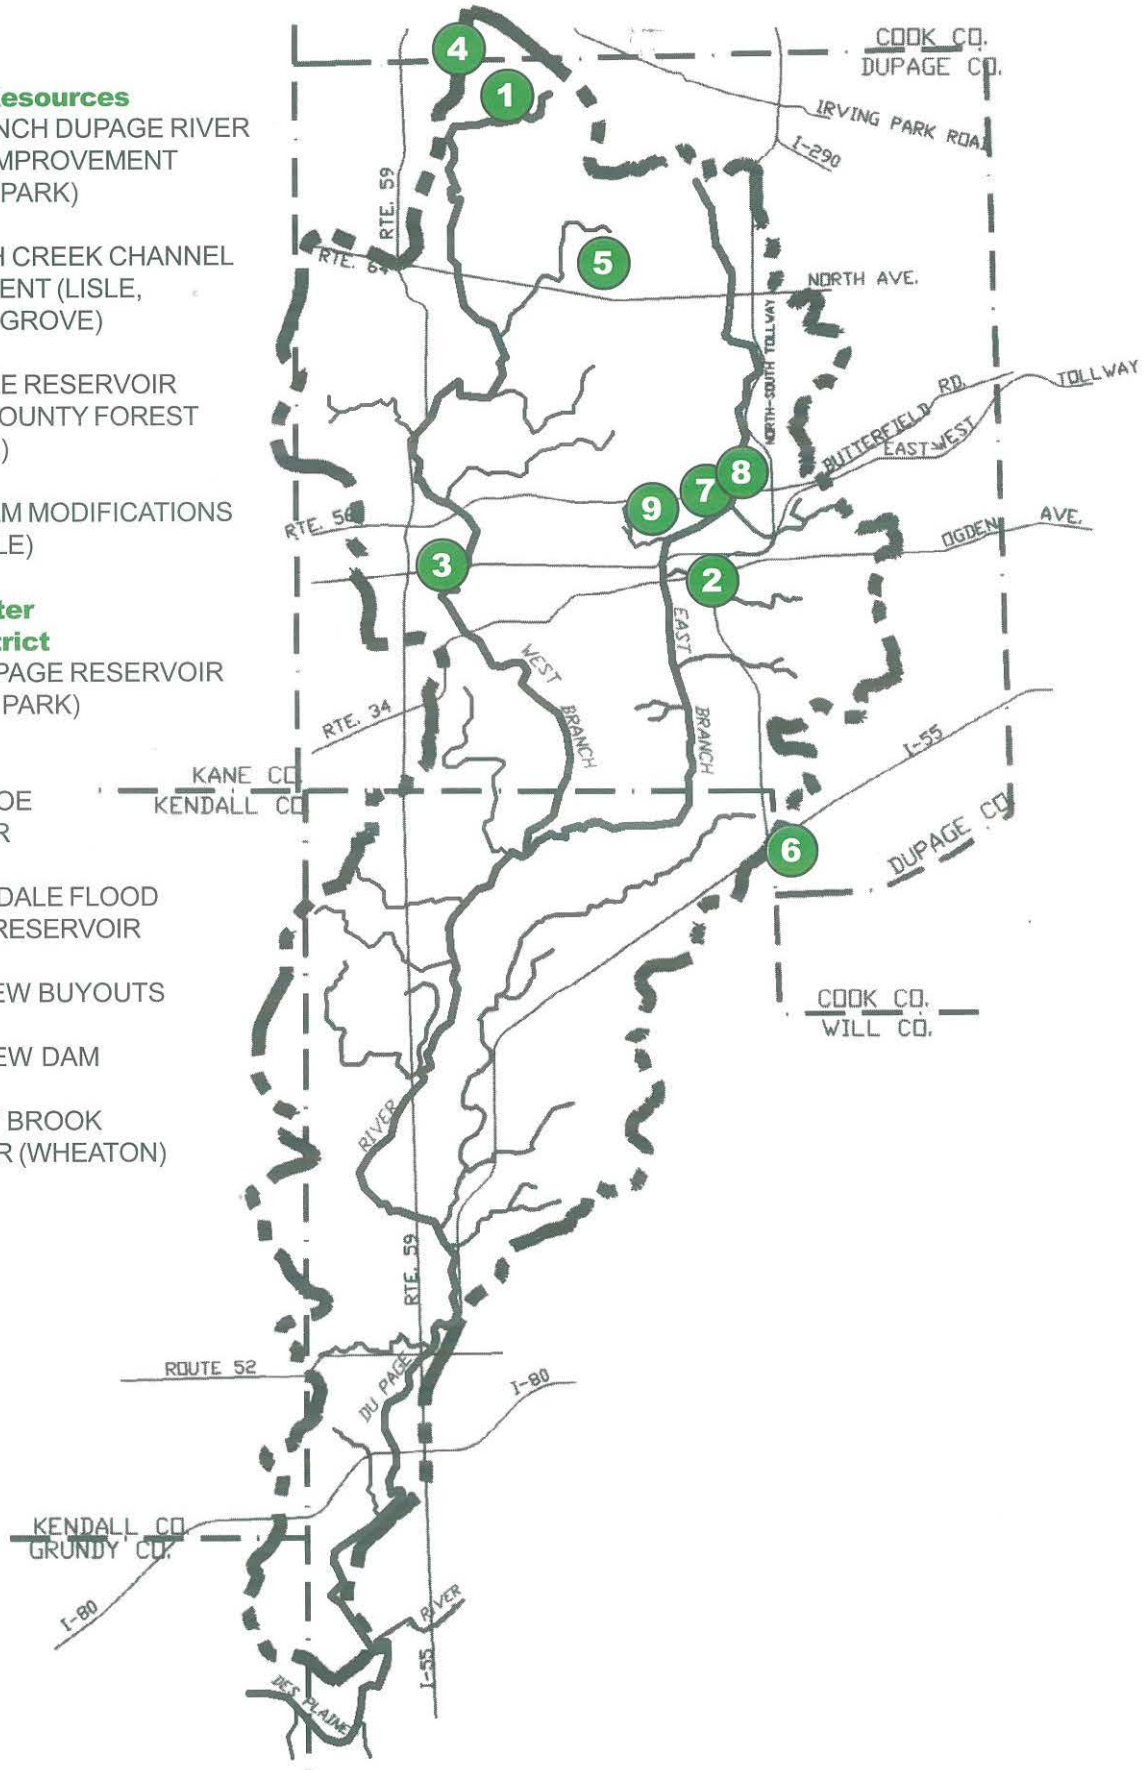 Resources
NCH DUPAGE RIVER
MPROVEMENT
PARK)
H CREEK CHANNEL
ENT (LISLE,
GROVE)
E RESERVOIR
OUNTY FOREST
)
AM MODIFICATIONS
LE)
ter
trict
PAGE RESERVOIR
PARK)
OE
R
DALE FLOOD
RESERVOIR
EW BUYOUTS
EW DAM
BROOK
R (WHEATON)
COOK CO.
DUPAGE CO.
4
1
IRVING PARK ROAD
I-290
RTE. 59
RTE. 64
5
NORTH AVE.
NORTH-SOUTH TOLLWAY
TOLLWAY
BUTTERFIELD RD.
EAST-WEST
8
7
9
RTE. 56
OGDEN AVE.
3
2
WEST
BRANCH
EAST
BRANCH
RTE. 34
I-55
KANE CO.
KENDALL CO
6
DUPAGE CO.
COOK CO.
WILL CO.
RIVER
RTE. 59
ROUTE 52
DU PAGE
I-80
KENDALL CO.
GRUNDY CO.
I-80
RIVER
I-55
DES PLAINE